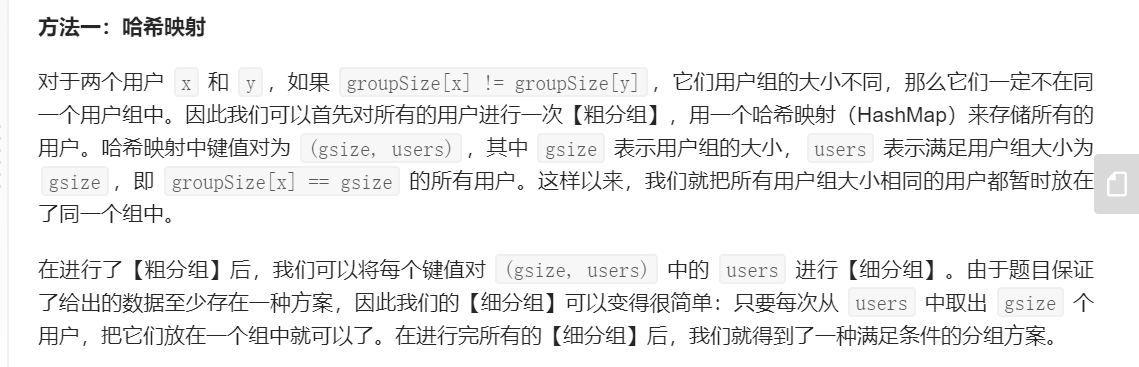 方法一：哈希映射
对于两个用户 x 和 y ，如果 groupSize[x] != groupSize[y] ，它们用户组的大小不同，那么它们一定不在同
一个用户组中。因此我们可以首先对所有的用户进行一次【粗分组】，用一个哈希映射（HashMap）来存储所有的
用户。哈希映射中键值对为 (gsize, users) ，其中 gsize 表示用户组的大小， users 表示满足用户组大小为
gsize ，即 groupSize[x] == gsize 的所有用户。这样以来，我们就把所有用户组大小相同的用户都暂时放在
了同一个组中。
在进行了【粗分组】后，我们可以将每个键值对 (gsize, users) 中的 users 进行【细分组】。由于题目保证
了给出的数据至少存在一种方案，因此我们的【细分组】可以变得很简单：只要每次从 users 中取出 gsize 个
用户，把它们放在一个组中就可以了。在进行完所有的【细分组】后，我们就得到了一种满足条件的分组方案。